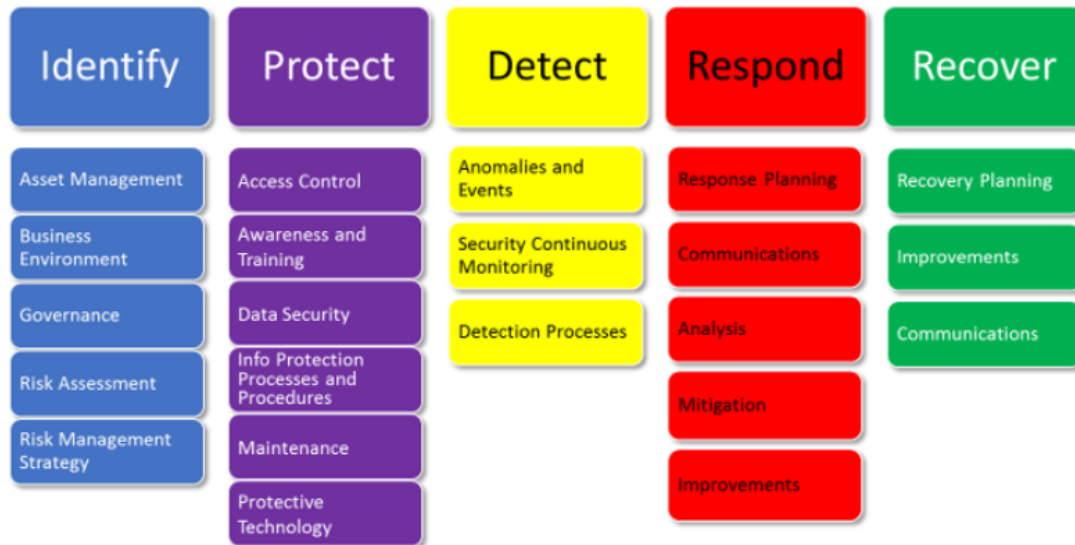 Identify
Protect
Detect
Respond
Recover
Asset Management
Business
Environment
Governance
Risk Assessment
Risk Management
Strategy
Access Control
Awareness and
Training
Data Security
Info Protection
Processes and
Procedures
Maintenance
Protective
Technology
Anomalies and
Events
Security Continuous
Monitoring
Detection Processes
Response Planning
Communications
Analysis
Mitigation
Improvements
Recovery Planning
Improvements
Communications